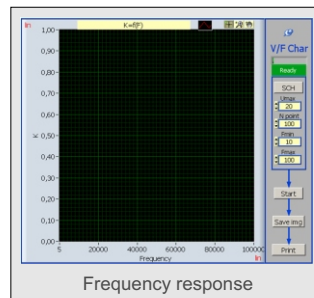 ln
K=f(F)
V/F Char
1,00
0,90
0,80
0,70
0,60
0,50
0,40
0,30
0,20
0,10
0,00
K
5
20000
40000
60000
80000
100000
Frequency
ln
Ready
SCH
Umax
20
N point
100
Fmin
10
Fmax
100
Start
Save img
Print
Frequency response